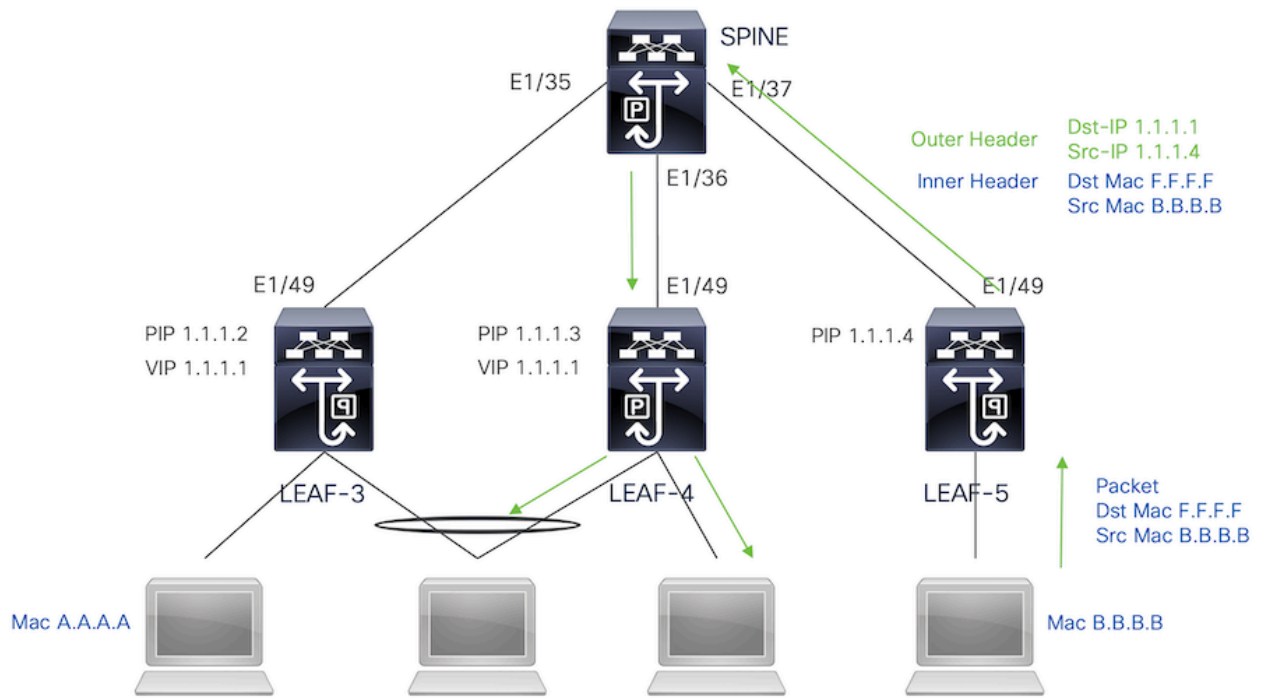 SPINE
E1/35
E1/37
Outer Header
Dst-IP 1.1.1.1
Src-IP 1.1.1.4
Inner Header
Dst Mac F.F.F.F
Src Mac B.B.B.B
E1/36
E1/49
E1/49
E1/49
PIP 1.1.1.2
VIP 1.1.1.1
PIP 1.1.1.3
VIP 1.1.1.1
PIP 1.1.1.4
LEAF-3
LEAF-4
LEAF-5
Packet
Dst Mac F.F.F.F
Src Mac B.B.B.B
Mac A.A.A.A
Mac B.B.B.B